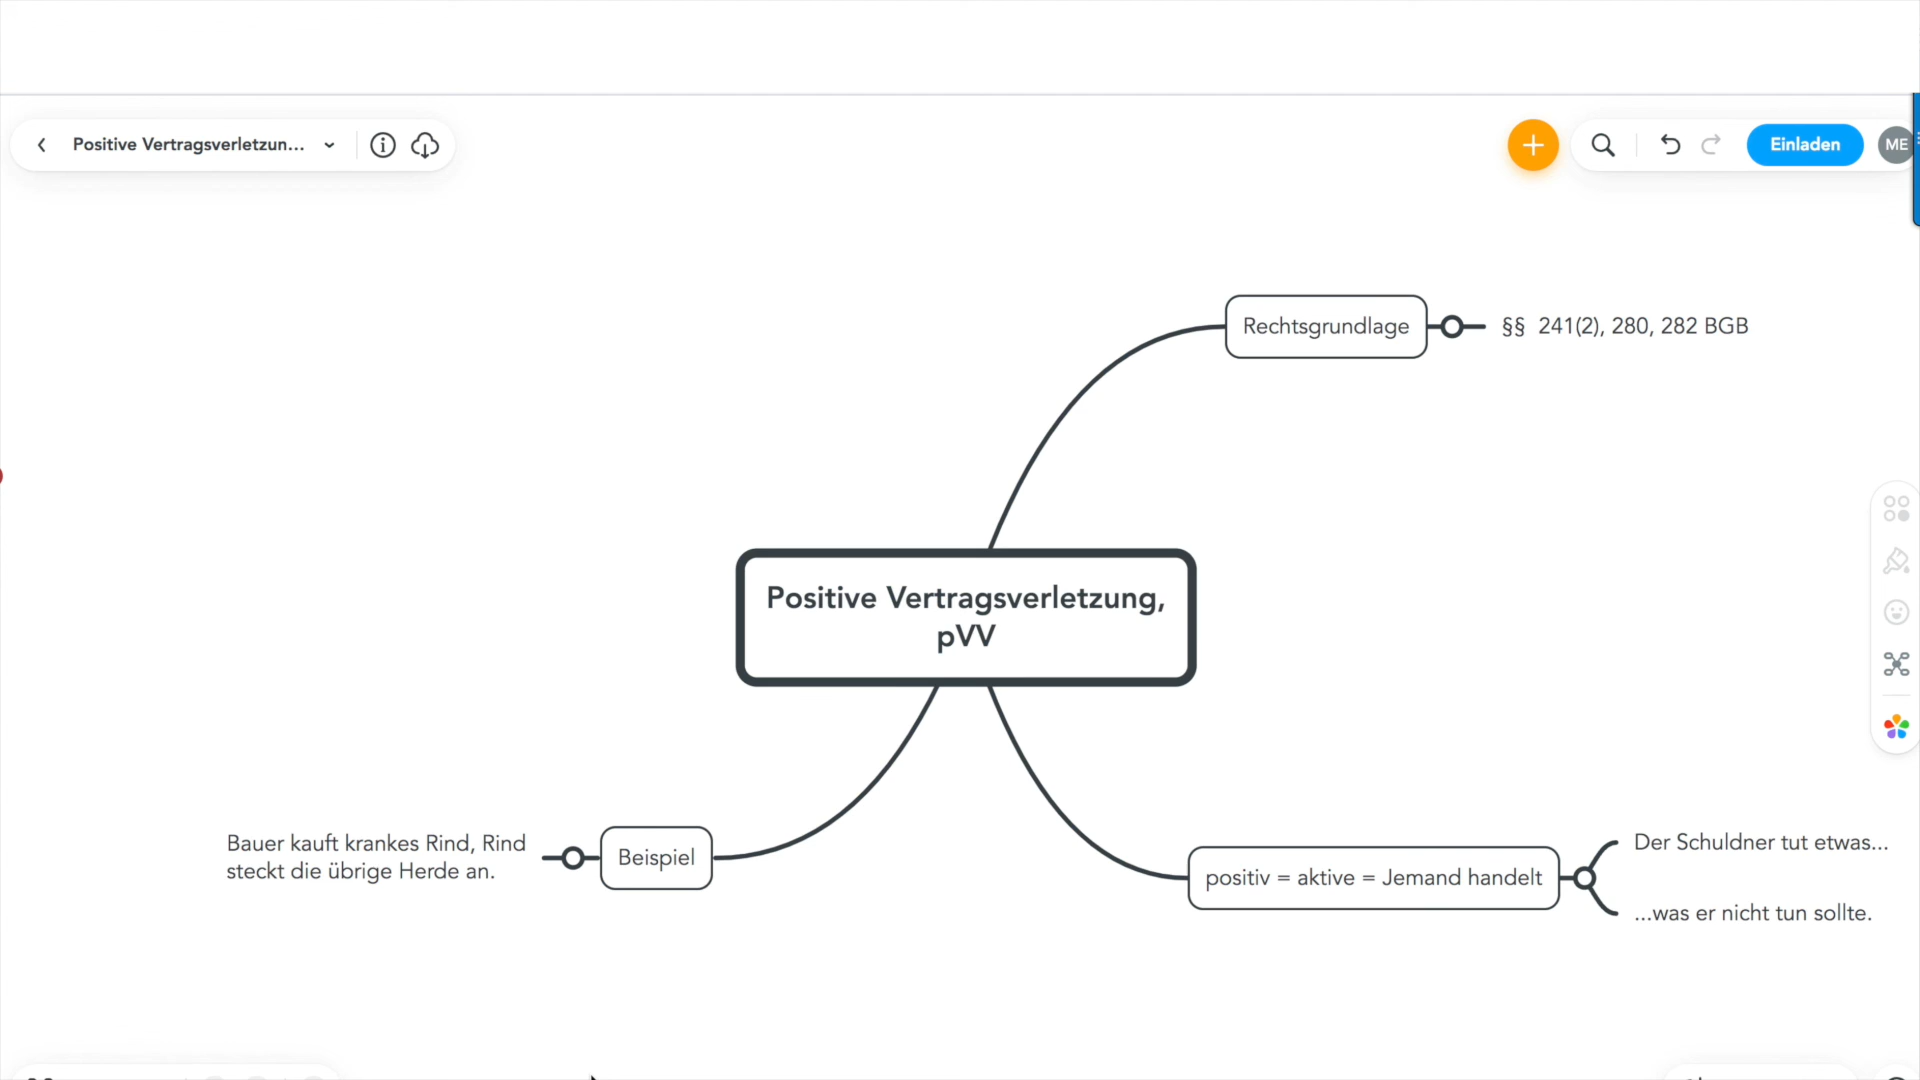 Positive Vertragsverletzun...
Einladen
ME
Rechtsgrundlage
§§ 241(2), 280, 282 BGB
Positive Vertragsverletzung,
pVV
Bauer kauft krankes Rind, Rind
steckt die übrige Herde an.
Beispiel
positiv = aktive = Jemand handelt
Der Schuldner tut etwas...
...was er nicht tun sollte.